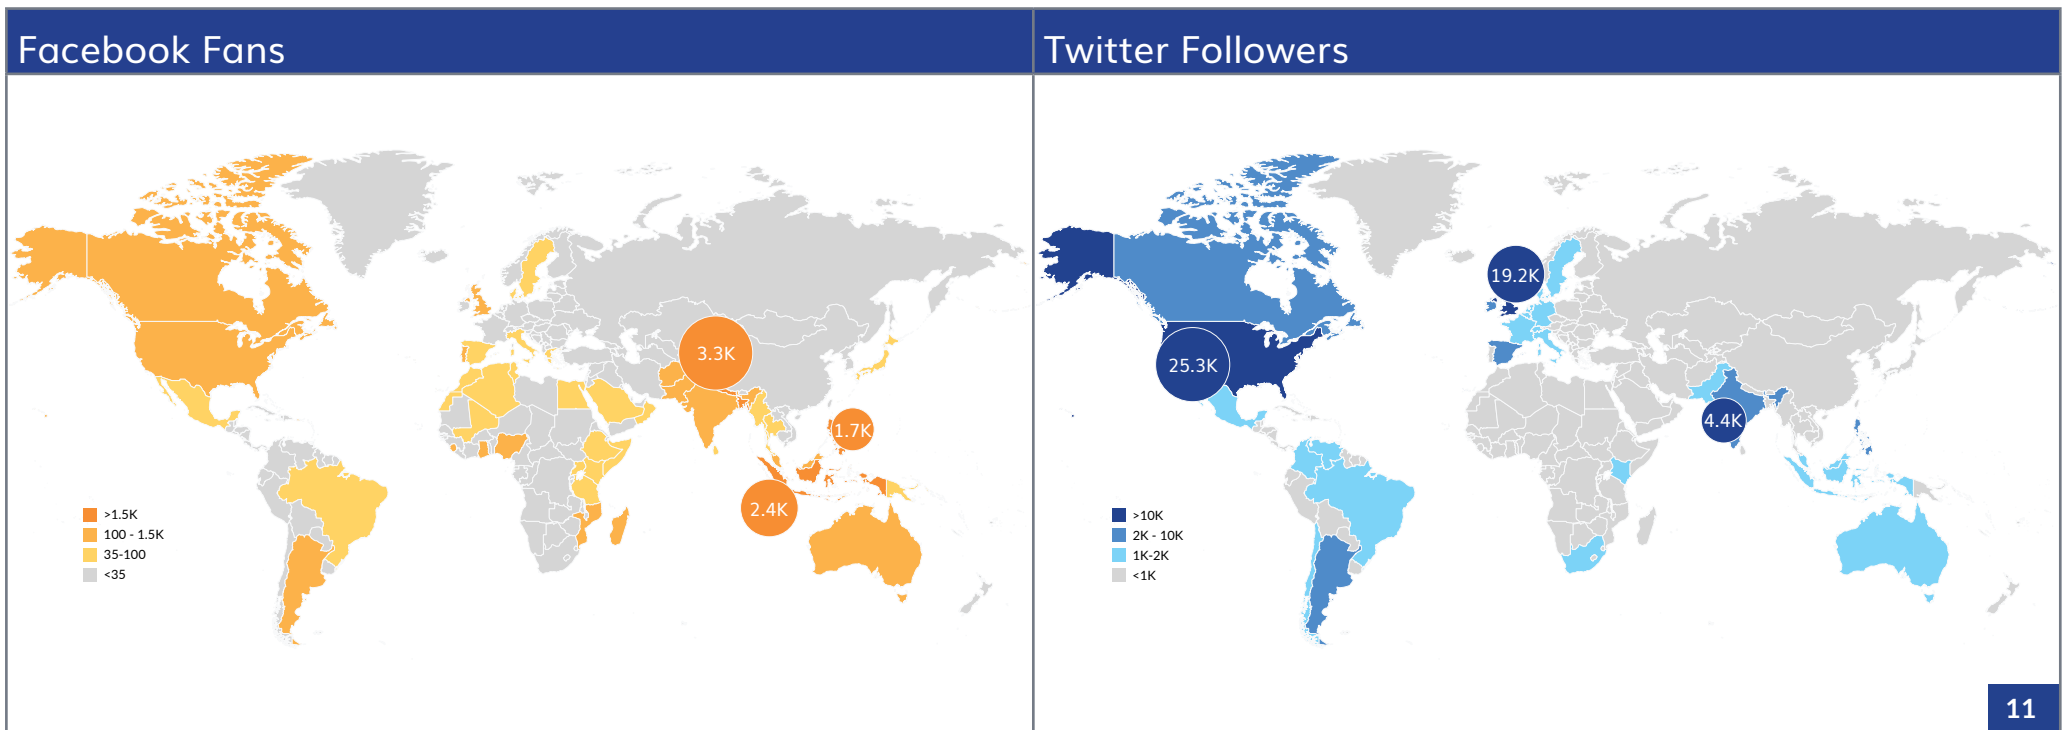 Facebook Fans
3.3K
1.7K
2.4K
>1.5K
100 - 1.5K
35-100
<35
Twitter Followers
19.2K
25.3K
4.4K
>10K
2K - 10K
1K-2K
<1K
11